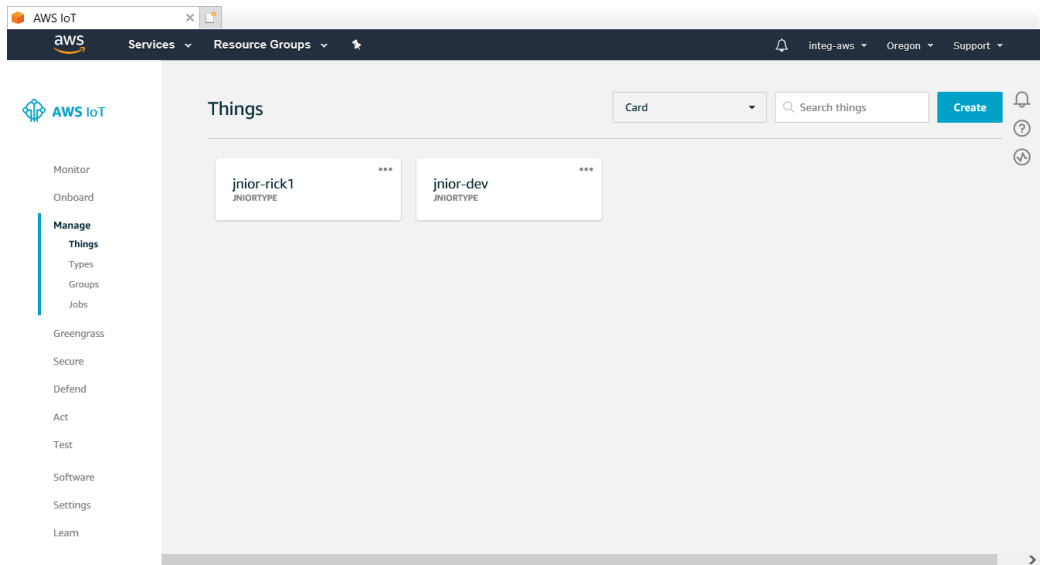 AWS IoT
aws Services Resource Groups integ-aws Oregon Support
AWS IoT
Things Card Search things Create
Monitor
Onboard
Manage
Things
Types
Groups
Jobs
Greengrass
Secure
Defend
Act
Test
Software
Settings
Learn
jnior-rick1
JNIORTYPE
jnior-dev
JNIORTYPE